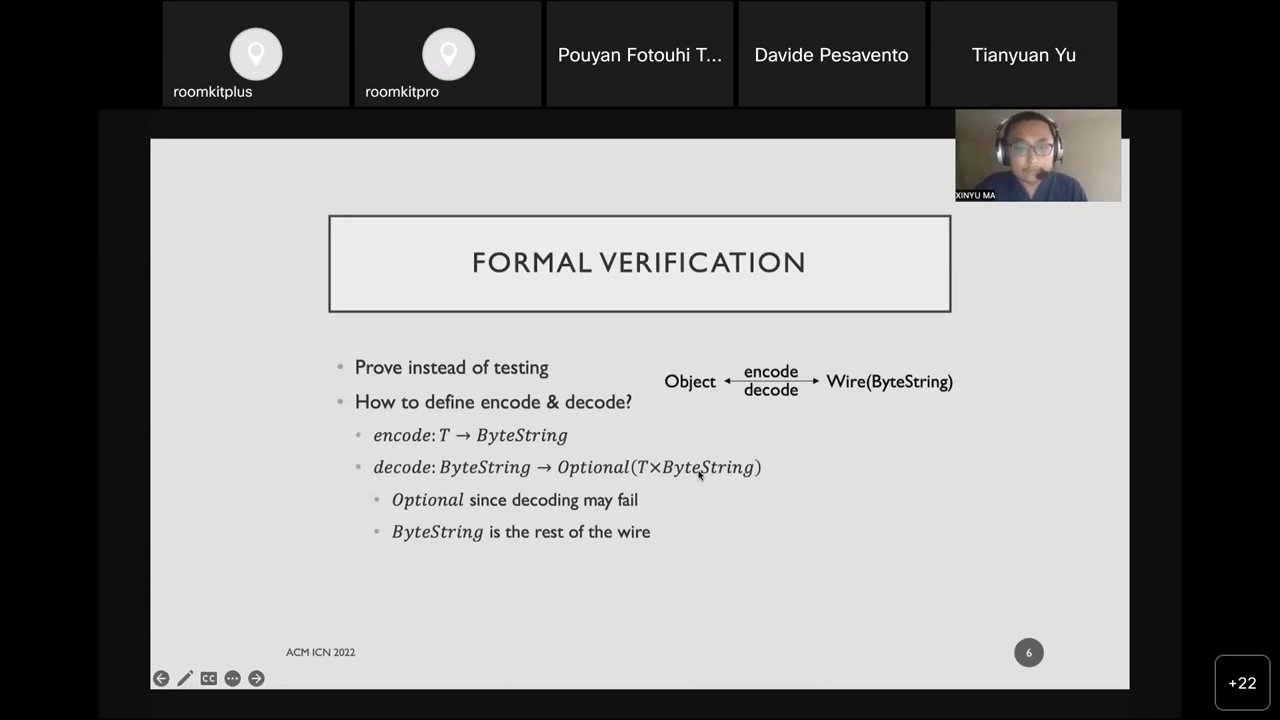 roomkitplus
roomkitpro
Pouyan Fotouhi T...
Davide Pesavento
Tianyuan Yu
XINYU MA
FORMAL VERIFICATION
• Prove instead of testing
• How to define encode & decode?
• encode: T → ByteString
• decode: ByteString → Optional(T×ByteString)
• Optional since decoding may fail
• ByteString is the rest of the wire
encode
Object ⟷ Wire(ByteString)
decode
ACM ICN 2022
6
CC
+22